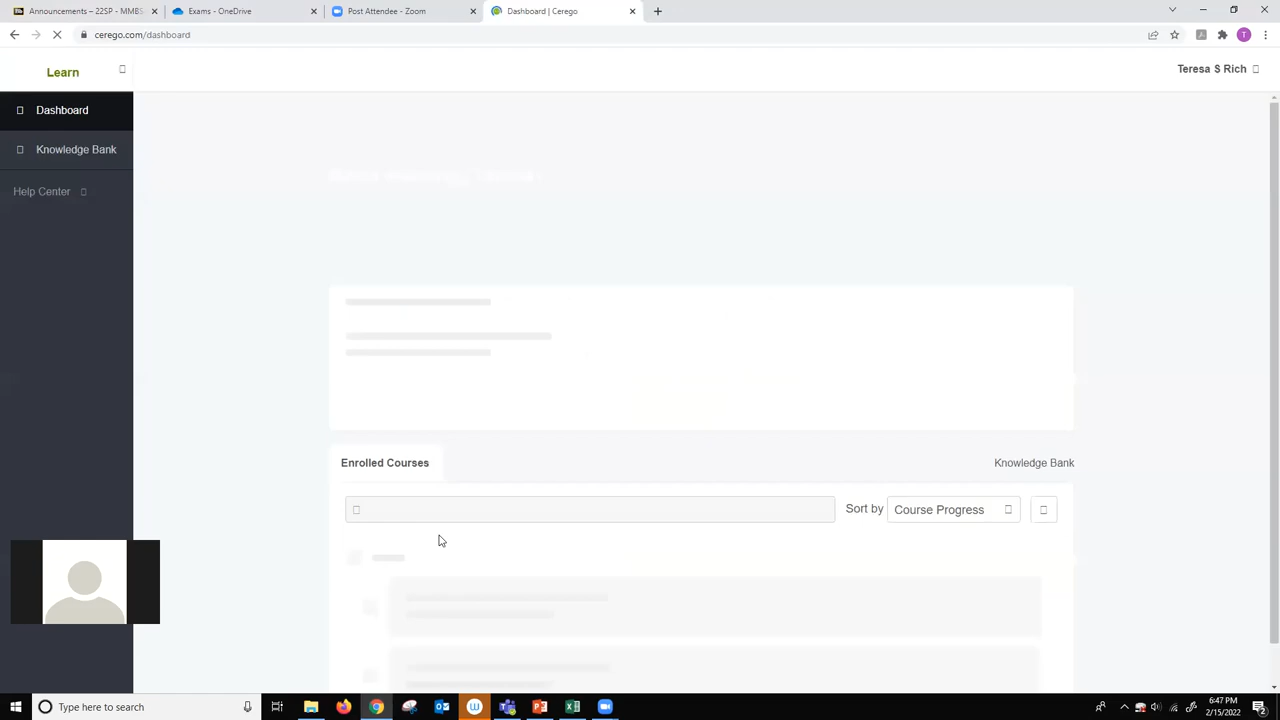 Announcements – 22SP - MMBS
Exams - OneDrive
Post Attendee - Zoom
Dashboard | Cerego
cerego.com/dashboard
T
Learn
Teresa S Rich
Dashboard
Knowledge Bank
Help Center
Enrolled Courses
Knowledge Bank
Sort by
Course Progress
Type here to search
6:47 PM
2/15/2022
2